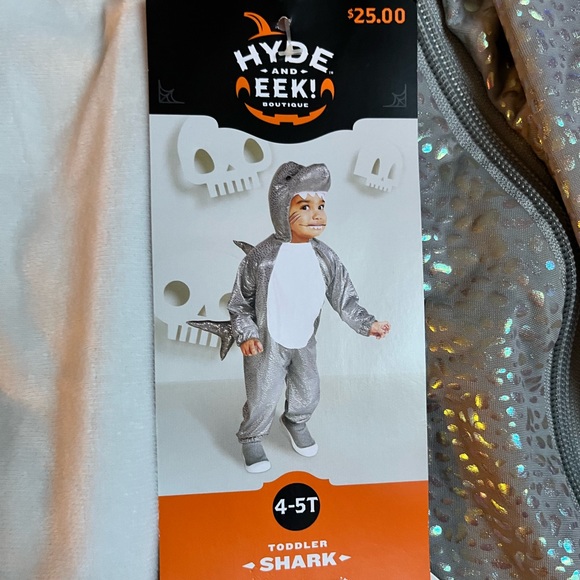 $25.00
HYDE
AND
EEK!
BOUTIQUE
4-5T
TODDLER
SHARK